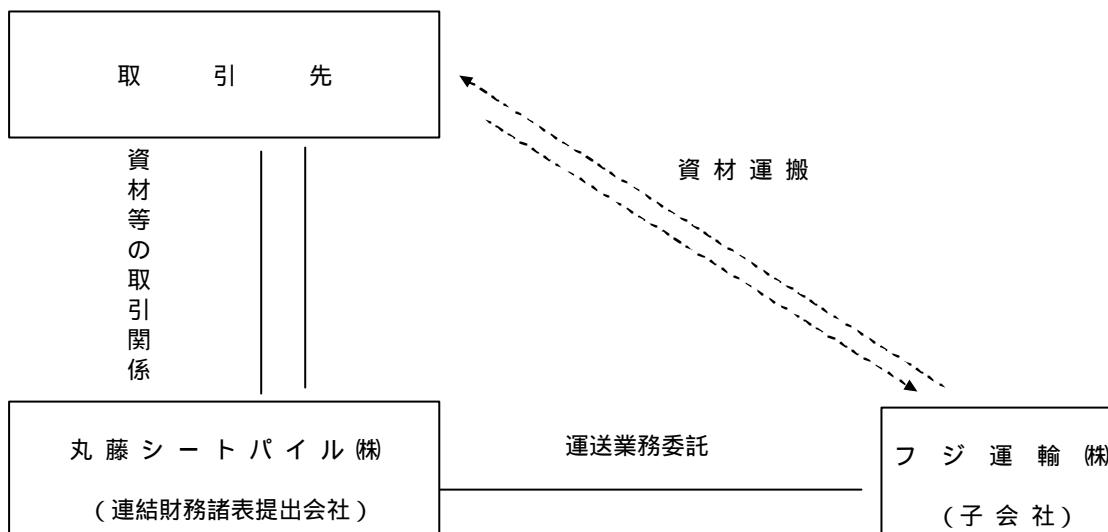 取引先
資材等の取引関係
資材運搬
丸藤シートパイル㈱
(連結財務諸表提出会社)
運送業務委託
フジ運輸㈱
(子会社)